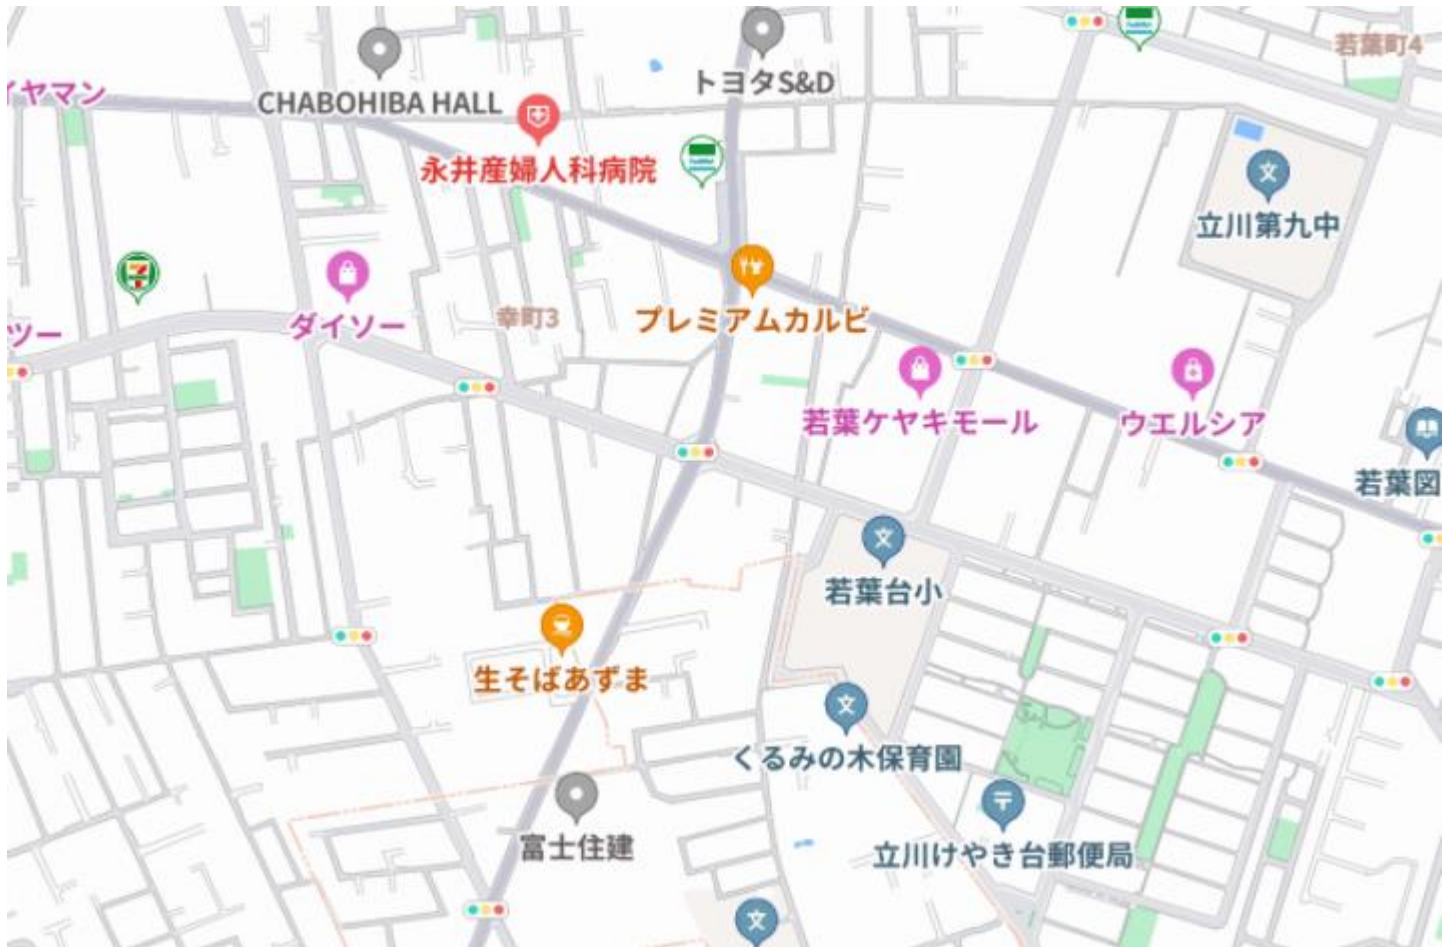 若葉町4
トヨタS&D
イヤマン
CHABOHIBA HALL
永井産婦人科病院
立川第九中
ダイソー
幸町3
プレミアムカルビ
ツー
若葉ケヤキモール
ウエルシア
若葉図
若葉台小
生そばあずま
くるみの木保育園
富士住建
立川けやき台郵便局